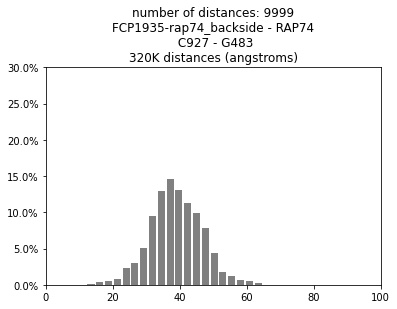 number of distances: 9999
FCP1935-rap74_backside - RAP74
C927 - G483
320K distances (angstroms)
30.0%
25.0%
20.0%
15.0%
10.0%
5.0%
0.0%
0 20 40 60 80 100